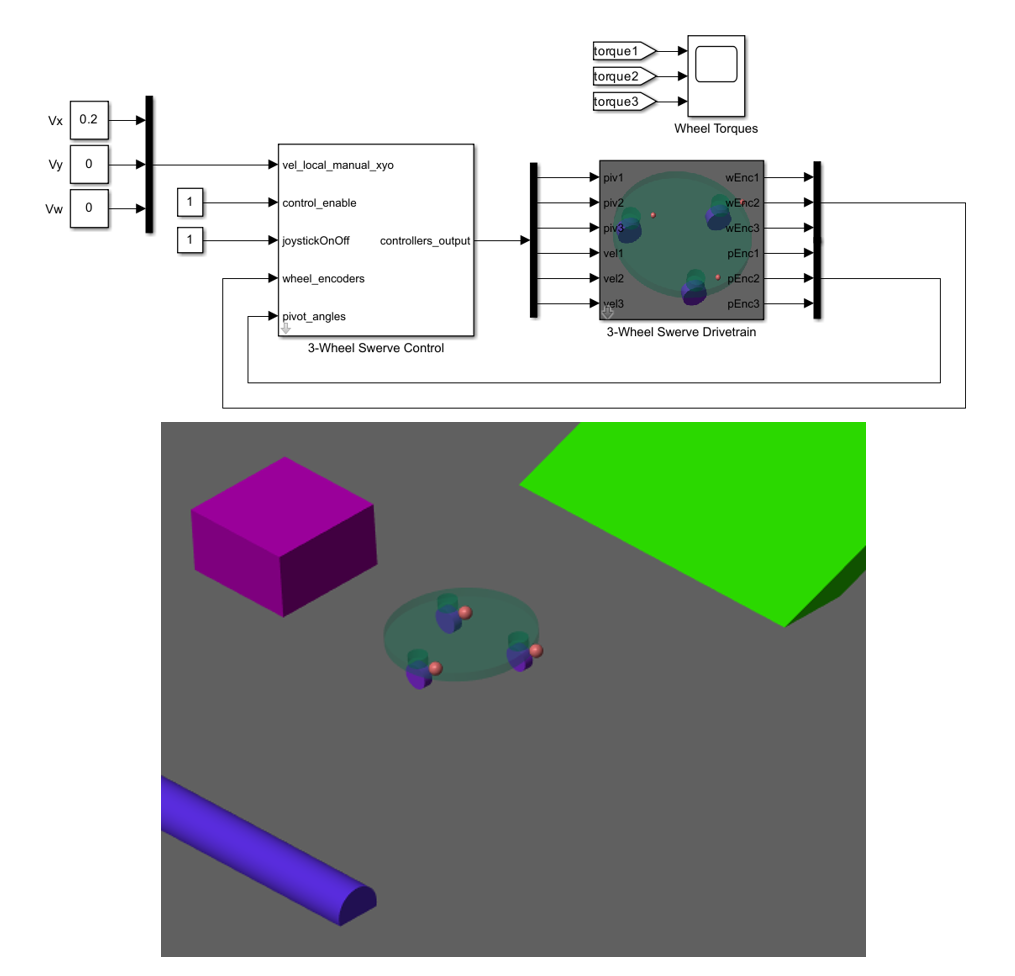 torque1
torque2
torque3
Wheel Torques
Vx
0.2
Vy
0
Vw
0
vel_local_manual_xyo
1
control_enable
1
joystickOnOff
controllers_output
wheel_encoders
pivot_angles
3-Wheel Swerve Control
piv1
wEnc1
piv2
wEnc2
piv3
wEnc3
vel1
pEnc1
vel2
pEnc2
vel3
pEnc3
3-Wheel Swerve Drivetrain